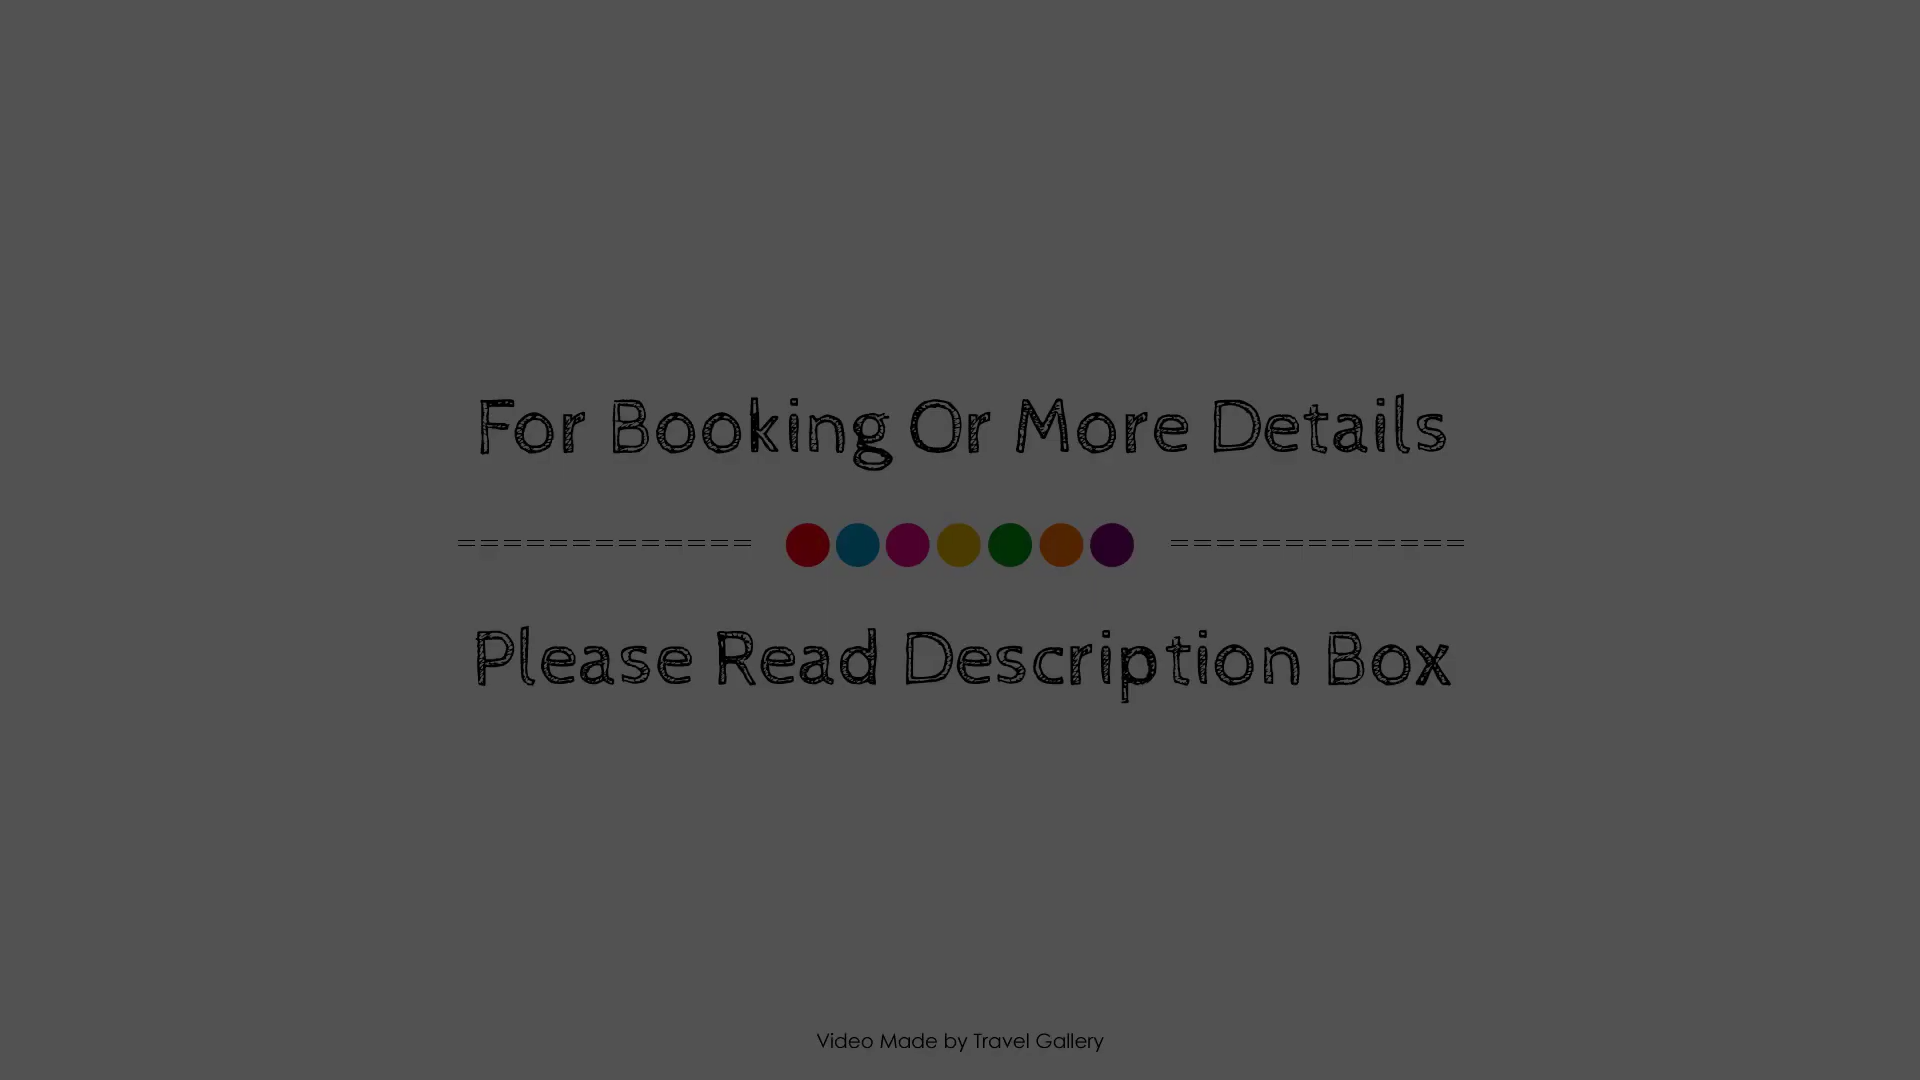 For Booking Or More Details
============= =============
Please Read Description Box
Video Made by Travel Gallery